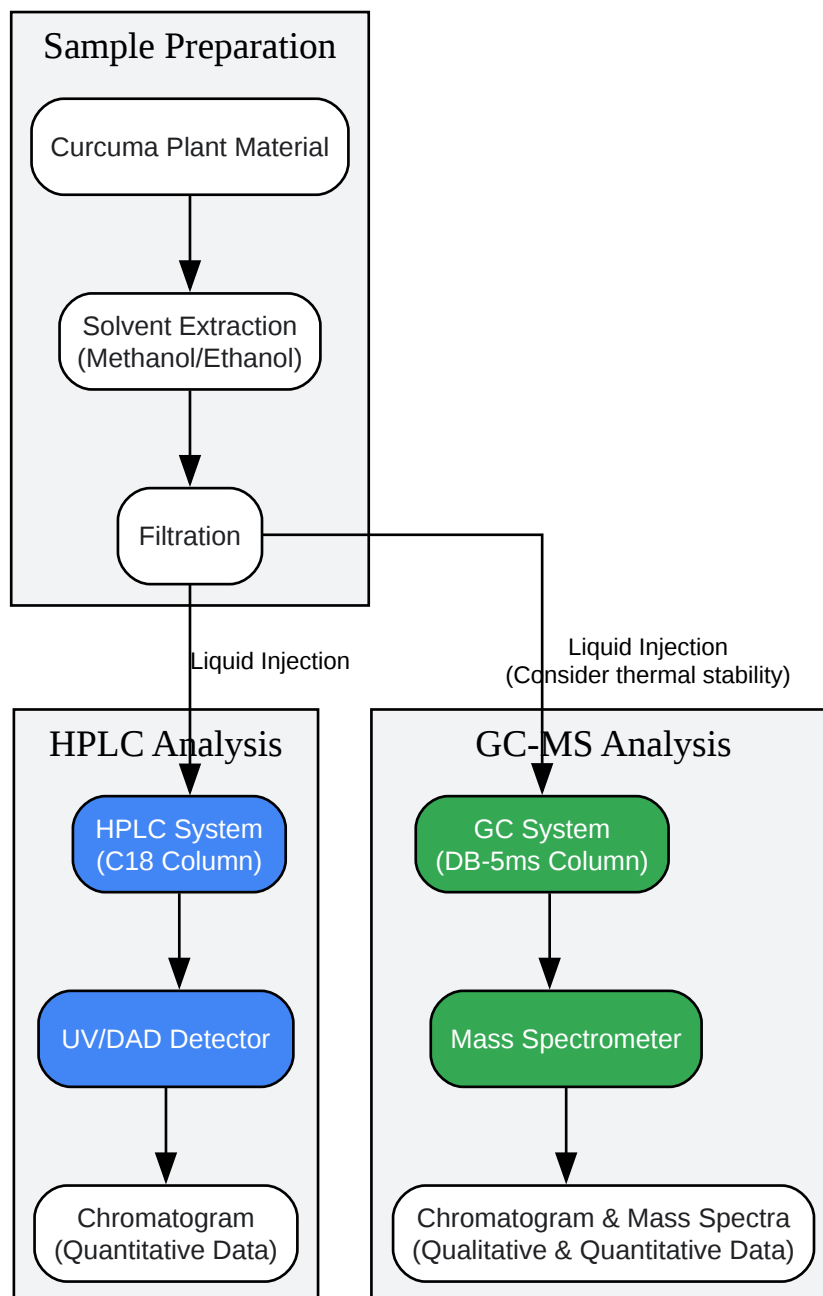 Sample Preparation
Curcuma Plant Material
Solvent Extraction
(Methanol/Ethanol)
Filtration
Liquid Injection
Liquid Injection
(Consider thermal stability)
HPLC Analysis
HPLC System
(C18 Column)
UV/DAD Detector
Chromatogram
(Quantitative Data)
GC-MS Analysis
GC System
(DB-5ms Column)
Mass Spectrometer
Chromatogram & Mass Spectra
(Qualitative & Quantitative Data)